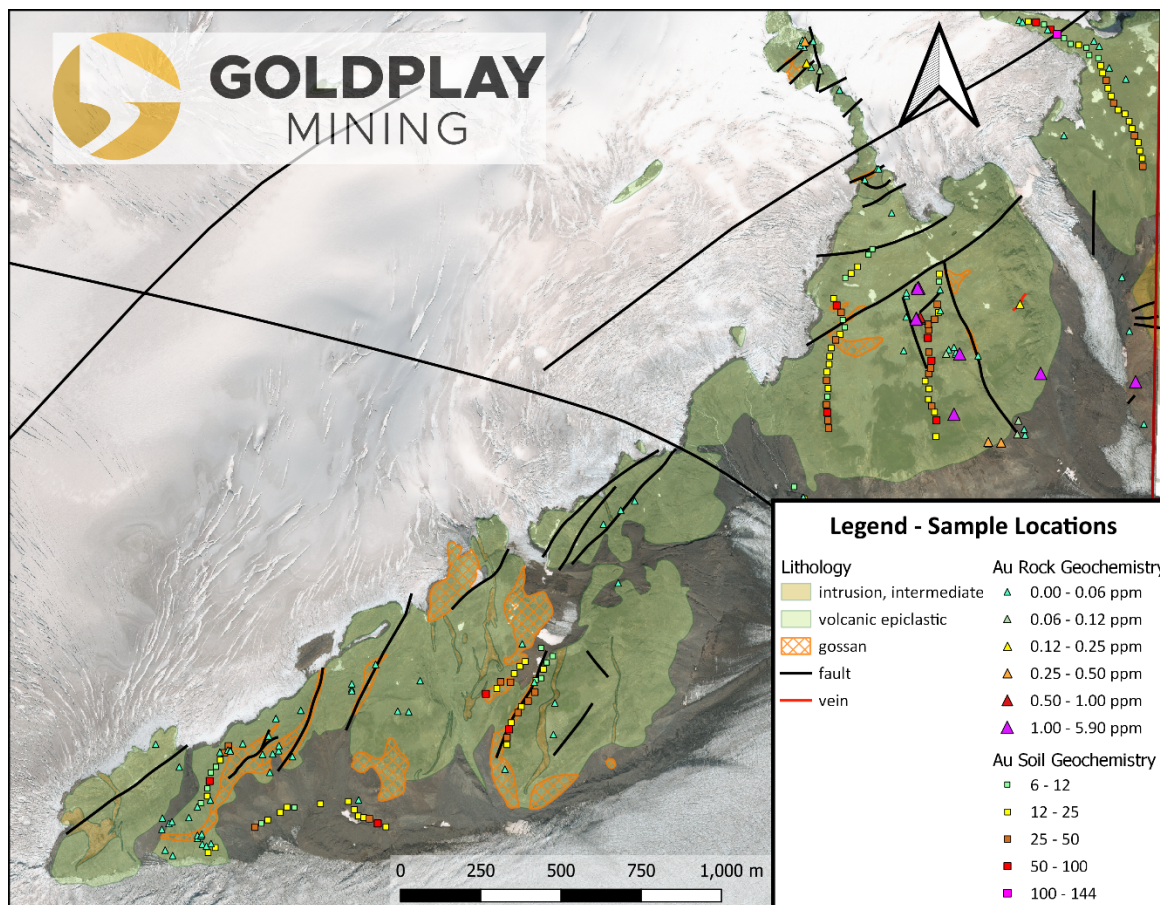 GOLDPLAY
MINING
Legend - Sample Locations
Lithology
intrusion, intermediate
volcanic epiclastic
gossan
fault
vein
Au Rock Geochemistry
0.00 - 0.06 ppm
0.06 - 0.12 ppm
0.12 - 0.25 ppm
0.25 - 0.50 ppm
0.50 - 1.00 ppm
1.00 - 5.90 ppm
Au Soil Geochemistry
6 - 12
12 - 25
25 - 50
50 - 100
100 - 144
0 250 500 750 1,000 m